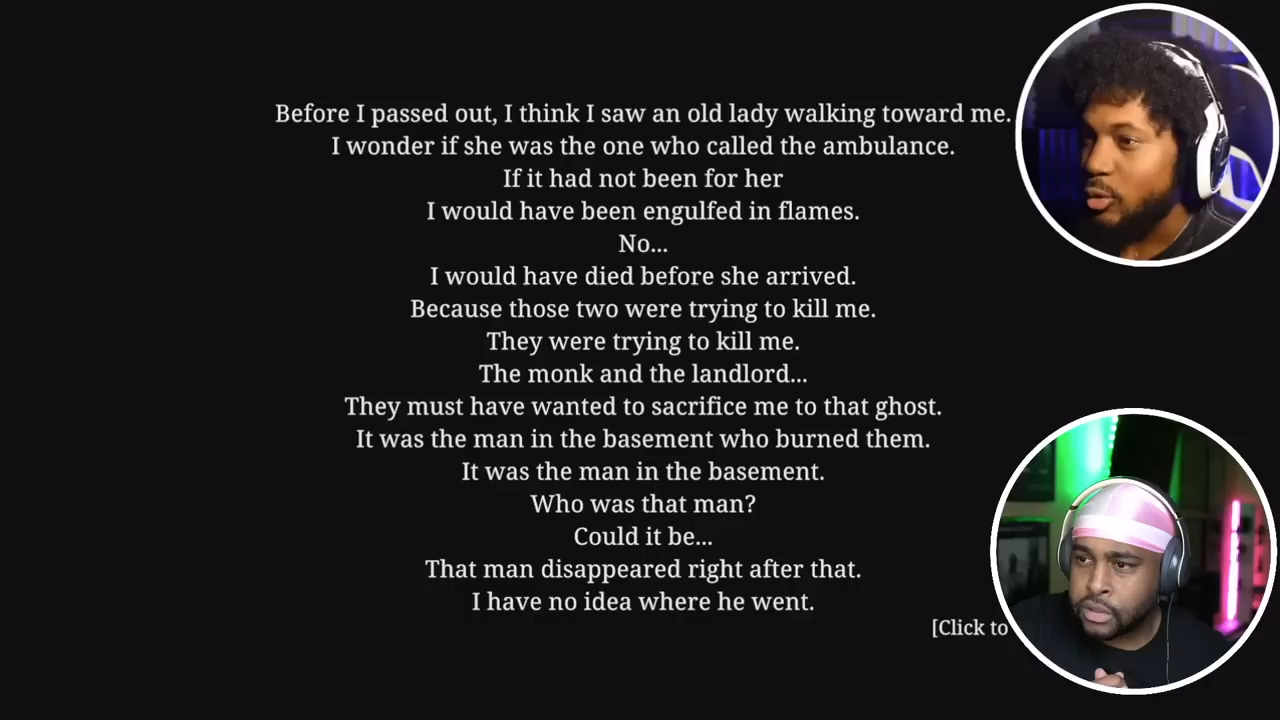 Before I passed out, I think I saw an old lady walking toward me.
I wonder if she was the one who called the ambulance.
If it had not been for her
I would have been engulfed in flames.
No...
I would have died before she arrived.
Because those two were trying to kill me.
They were trying to kill me.
The monk and the landlord...
They must have wanted to sacrifice me to that ghost.
It was the man in the basement who burned them.
It was the man in the basement.
Who was that man?
Could it be...
That man disappeared right after that.
I have no idea where he went.
[Click to